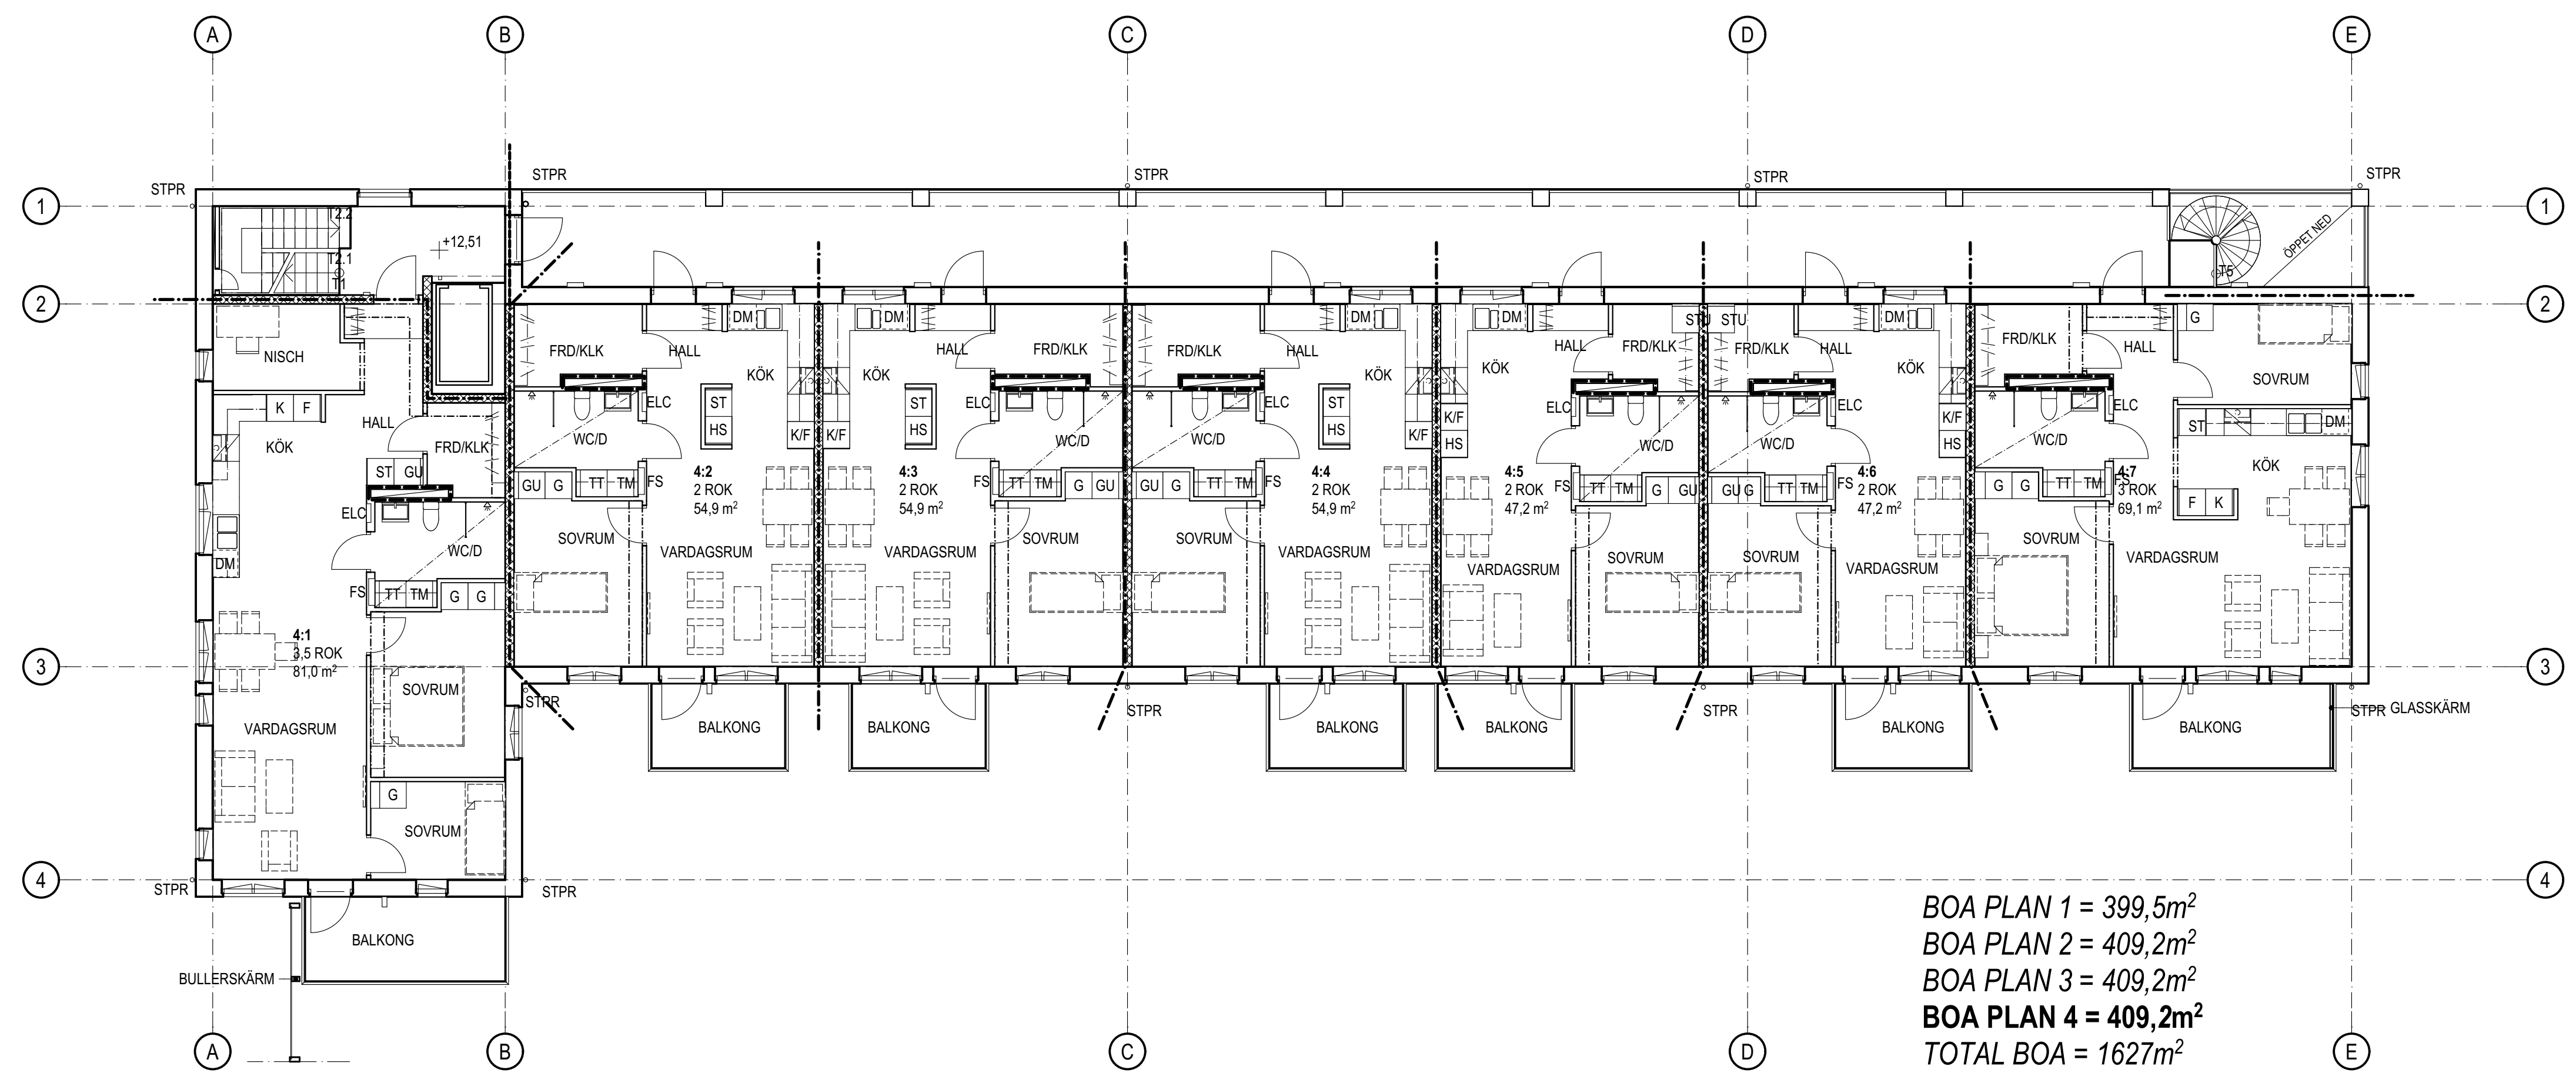 A B C D E
STPR STPR STPR STPR STPR
1 1
T2.2
+12,51
T2.1
T1
ÖPPET NED
T5
2 2
NISCH
K F
HALL
KÖK
FRD/KLK
ST GU
ELC
WC/D
DM
FS
TT TM G G
4:1
3,5 ROK
81,0 m²
SOVRUM
VARDAGSRUM
G
SOVRUM
BALKONG
BULLERSKÄRM
DM
FRD/KLK
HALL
KÖK
ST
HS
ELC
K/F
WC/D
GU G TT TM
FS
4:2
2 ROK
54,9 m²
SOVRUM
VARDAGSRUM
BALKONG
DM
HALL
FRD/KLK
KÖK
ST
HS
ELC
K/F
WC/D
FS
TT TM G GU
4:3
2 ROK
54,9 m²
VARDAGSRUM
SOVRUM
BALKONG
DM
FRD/KLK
HALL
KÖK
ST
HS
ELC
K/F
WC/D
GU G TT TM
FS
4:4
2 ROK
54,9 m²
SOVRUM
VARDAGSRUM
BALKONG
DM
STU
HALL
FRD/KLK
KÖK
K/F
HS
ELC
WC/D
FS
TT TM G GU
4:5
2 ROK
47,2 m²
SOVRUM
VARDAGSRUM
BALKONG
STU
DM
FRD/KLK
HALL
KÖK
ELC
K/F
HS
WC/D
GU G TT TM
FS
4:6
2 ROK
47,2 m²
SOVRUM
VARDAGSRUM
BALKONG
G
FRD/KLK
HALL
SOVRUM
ELC
ST
DM
WC/D
KÖK
G G TT TM
FS
4:7
3 ROK
69,1 m²
F K
SOVRUM
VARDAGSRUM
BALKONG
3 3
STPR STPR STPR STPR GLASSKÄRM
4 4
STPR STPR
BOA PLAN 1 = 399,5m²
BOA PLAN 2 = 409,2m²
BOA PLAN 3 = 409,2m²
BOA PLAN 4 = 409,2m²
TOTAL BOA = 1627m²
A B C D E